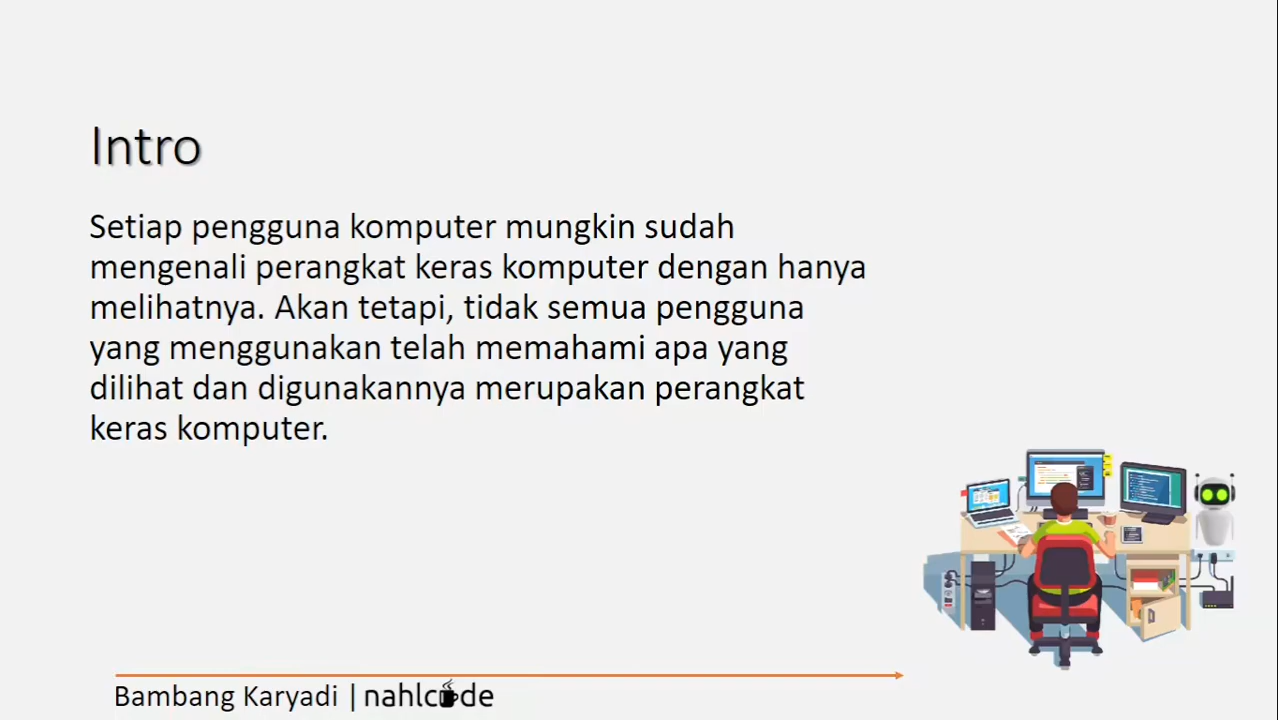 Intro
Setiap pengguna komputer mungkin sudah
mengenali perangkat keras komputer dengan hanya
melihatnya. Akan tetapi, tidak semua pengguna
yang menggunakan telah memahami apa yang
dilihat dan digunakannya merupakan perangkat
keras komputer.
Bambang Karyadi | nahlcode